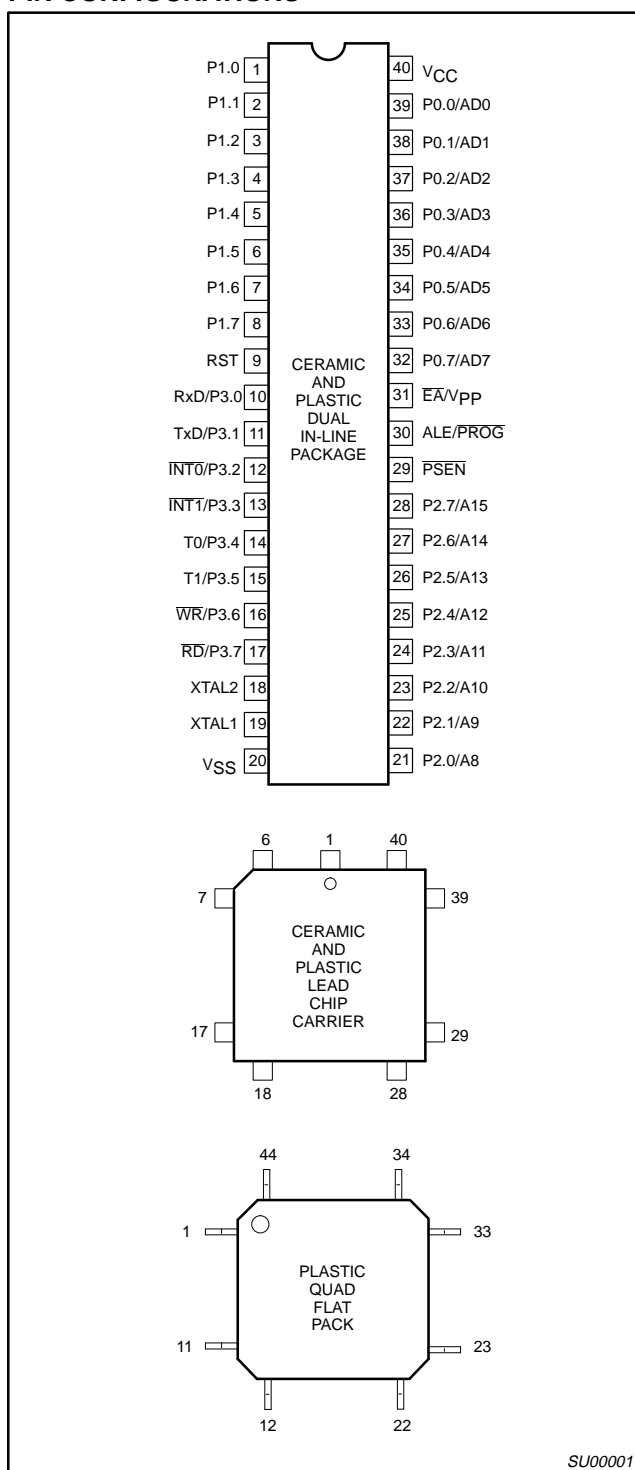 P1.0 1 40 VCC
P1.1 2 39 P0.0/AD0
P1.2 3 38 P0.1/AD1
P1.3 4 37 P0.2/AD2
P1.4 5 36 P0.3/AD3
P1.5 6 35 P0.4/AD4
P1.6 7 34 P0.5/AD5
P1.7 8 33 P0.6/AD6
RST 9 32 P0.7/AD7
RxD/P3.0 10 31 EA/VPP
TxD/P3.1 11 30 ALE/PROG
INT0/P3.2 12 29 PSEN
INT1/P3.3 13 28 P2.7/A15
T0/P3.4 14 27 P2.6/A14
T1/P3.5 15 26 P2.5/A13
WR/P3.6 16 25 P2.4/A12
RD/P3.7 17 24 P2.3/A11
XTAL2 18 23 P2.2/A10
XTAL1 19 22 P2.1/A9
VSS 20 21 P2.0/A8
CERAMIC
AND
PLASTIC
DUAL
IN-LINE
PACKAGE
6 1 40
7 39
CERAMIC
AND
PLASTIC
LEAD
CHIP
CARRIER
17 29
18 28
44 34
1 33
PLASTIC
QUAD
FLAT
PACK
11 23
12 22
SU00001